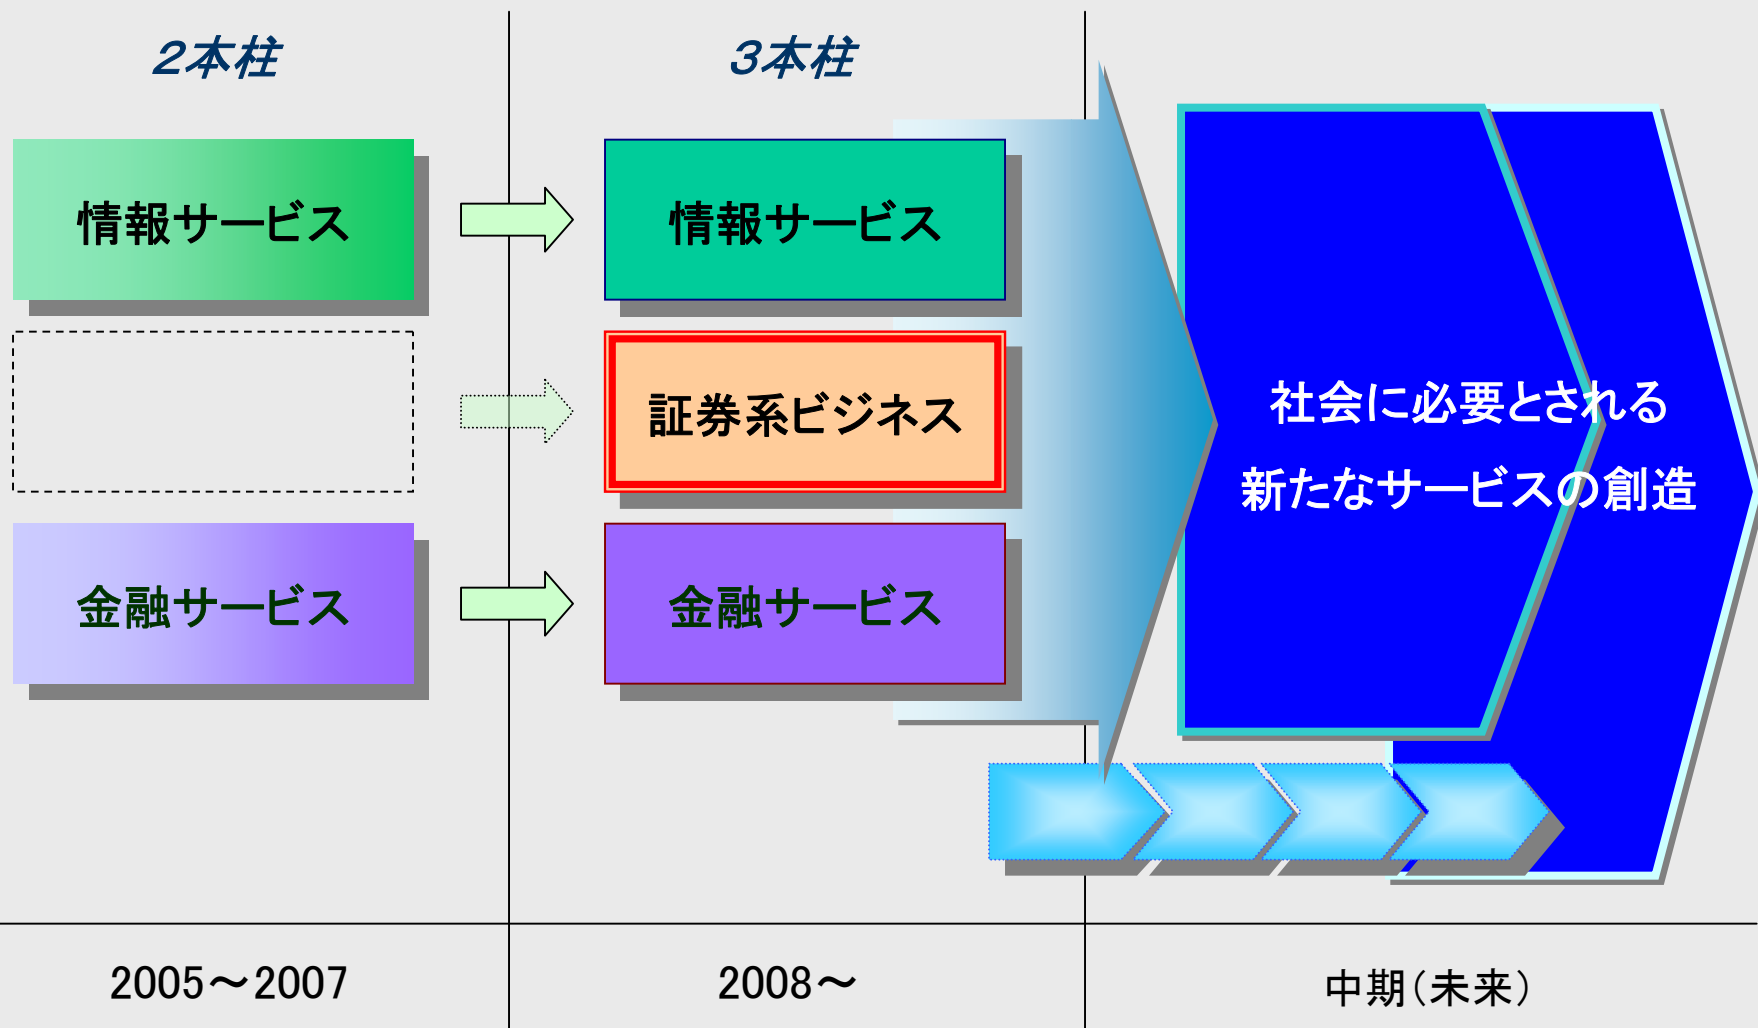 ２本柱
３本柱
情報サービス
情報サービス
証券系ビジネス
社会に必要とされる
新たなサービスの創造
金融サービス
金融サービス
2005～2007
2008～
中期（未来）